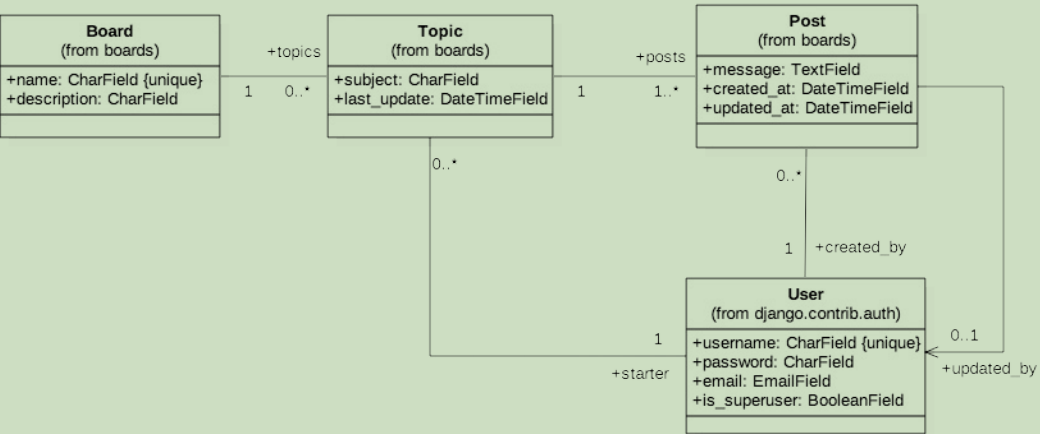 Board
(from boards)
+name: CharField {unique}
+description: CharField
+topics
1
0..*
Topic
(from boards)
+subject: CharField
+last_update: DateTimeField
+posts
1
1..*
Post
(from boards)
+message: TextField
+created_at: DateTimeField
+updated_at: DateTimeField
0..*
0..*
1
+created_by
User
(from django.contrib.auth)
+username: CharField {unique}
+password: CharField
+email: EmailField
+is_superuser: BooleanField
1
+starter
0..1
+updated_by